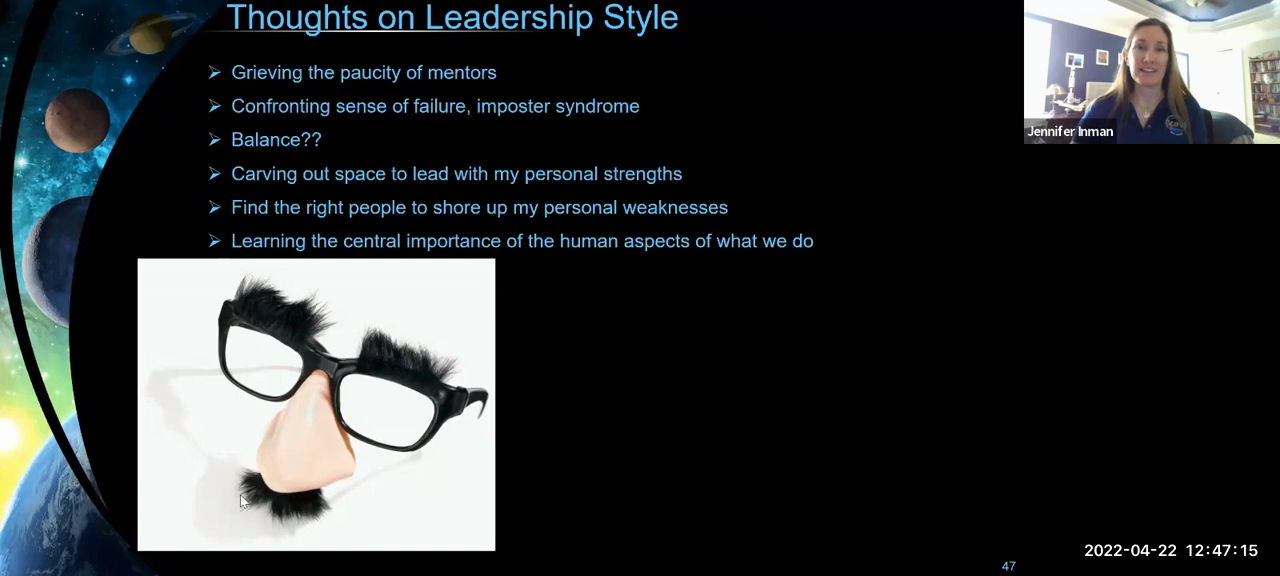 Thoughts on Leadership Style
Grieving the paucity of mentors
Confronting sense of failure, imposter syndrome
Balance??
Carving out space to lead with my personal strengths
Find the right people to shore up my personal weaknesses
Learning the central importance of the human aspects of what we do
Jennifer Inman
2022-04-22 12:47:15
47